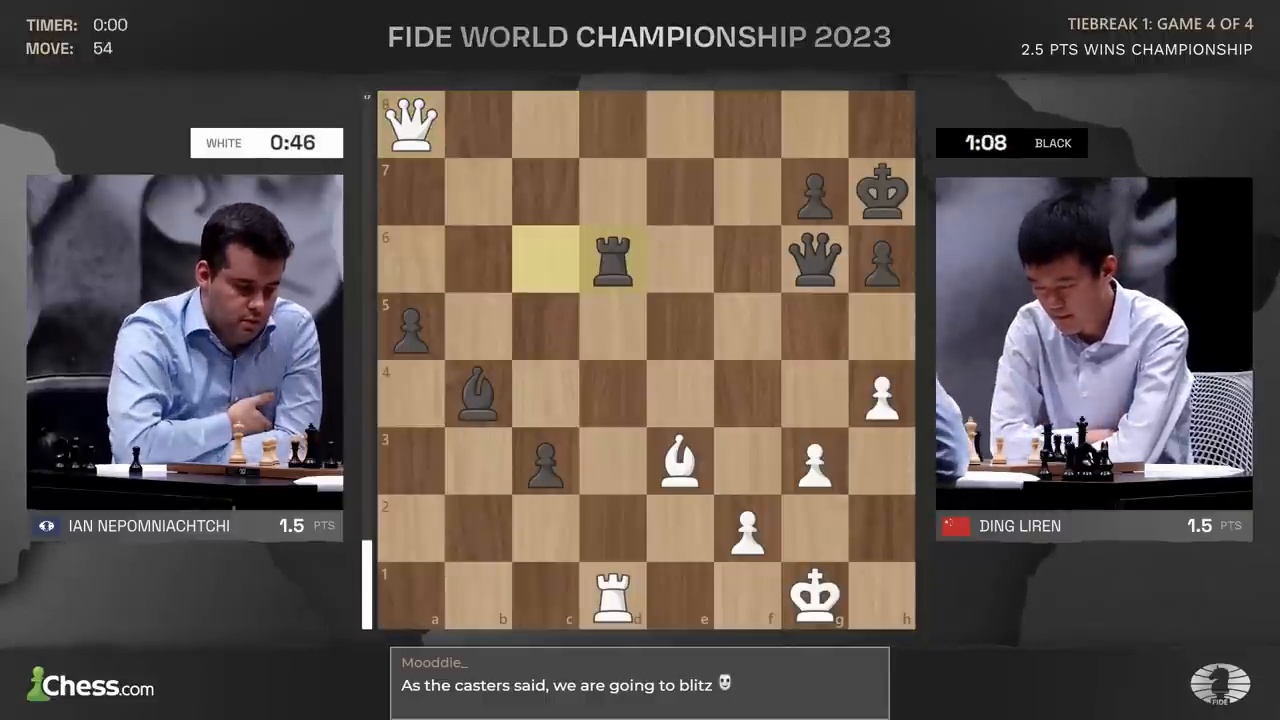 TIMER: 0:00
MOVE: 54
FIDE WORLD CHAMPIONSHIP 2023
TIEBREAK 1: GAME 4 OF 4
2.5 PTS WINS CHAMPIONSHIP
WHITE 0:46
1:08 BLACK
8
7
6
5
4
3
2
1
a b c d e f g h
IAN NEPOMNIACHTCHI 1.5 PTS
DING LIREN 1.5 PTS
Mooddie_
As the casters said, we are going to blitz
Chess.com
FIDE